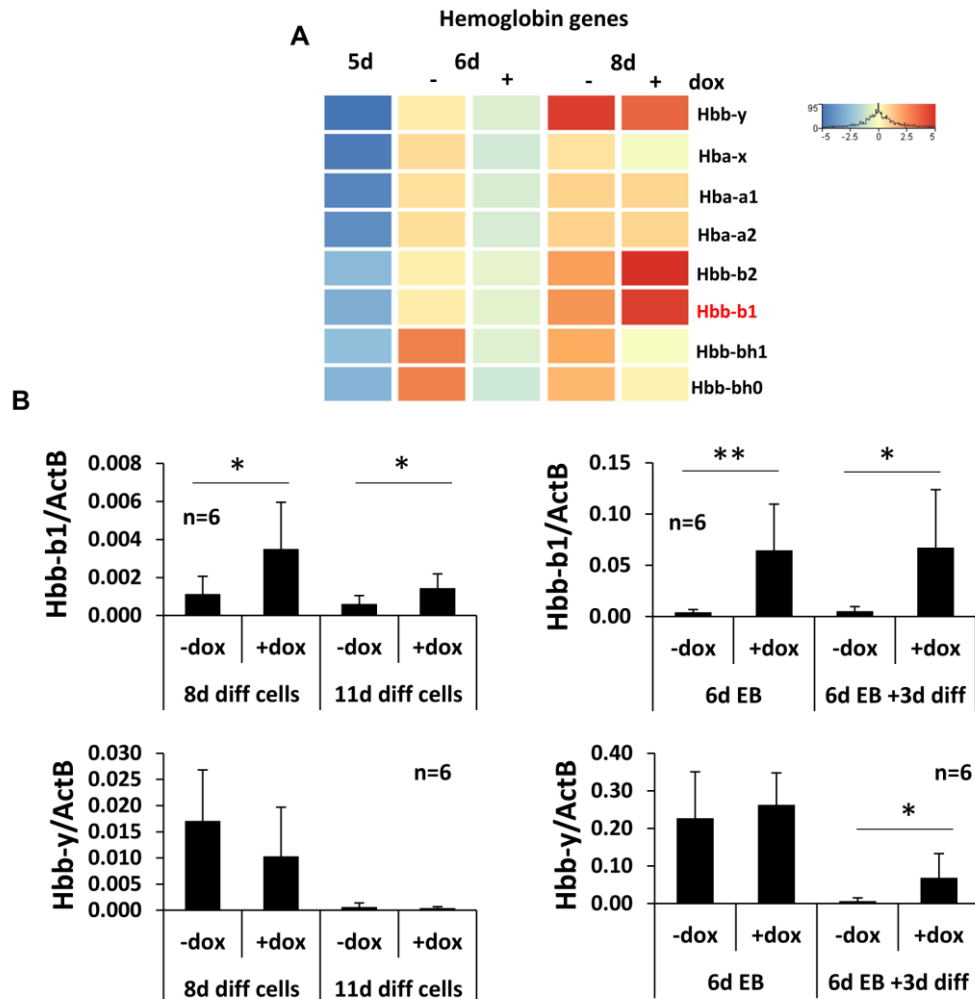 Hemoglobin genes
A
5d 6d 8d
- + - + dox
Hbb-y
Hba-x
Hba-a1
Hba-a2
Hbb-b2
Hbb-b1
Hbb-bh1
Hbb-bh0
95
0
-5 -2.5 0 2.5 5
B
Hbb-b1/ActB
0.008
0.006
0.004
0.002
0.000
* *
n=6
-dox +dox -dox +dox
8d diff cells 11d diff cells
Hbb-b1/ActB
0.15
0.10
0.05
0.00
** *
n=6
-dox +dox -dox +dox
6d EB 6d EB +3d diff
Hbb-y/ActB
0.030
0.025
0.020
0.015
0.010
0.005
0.000
n=6
-dox +dox -dox +dox
8d diff cells 11d diff cells
Hbb-y/ActB
0.40
0.30
0.20
0.10
0.00
n=6
*
-dox +dox -dox +dox
6d EB 6d EB +3d diff